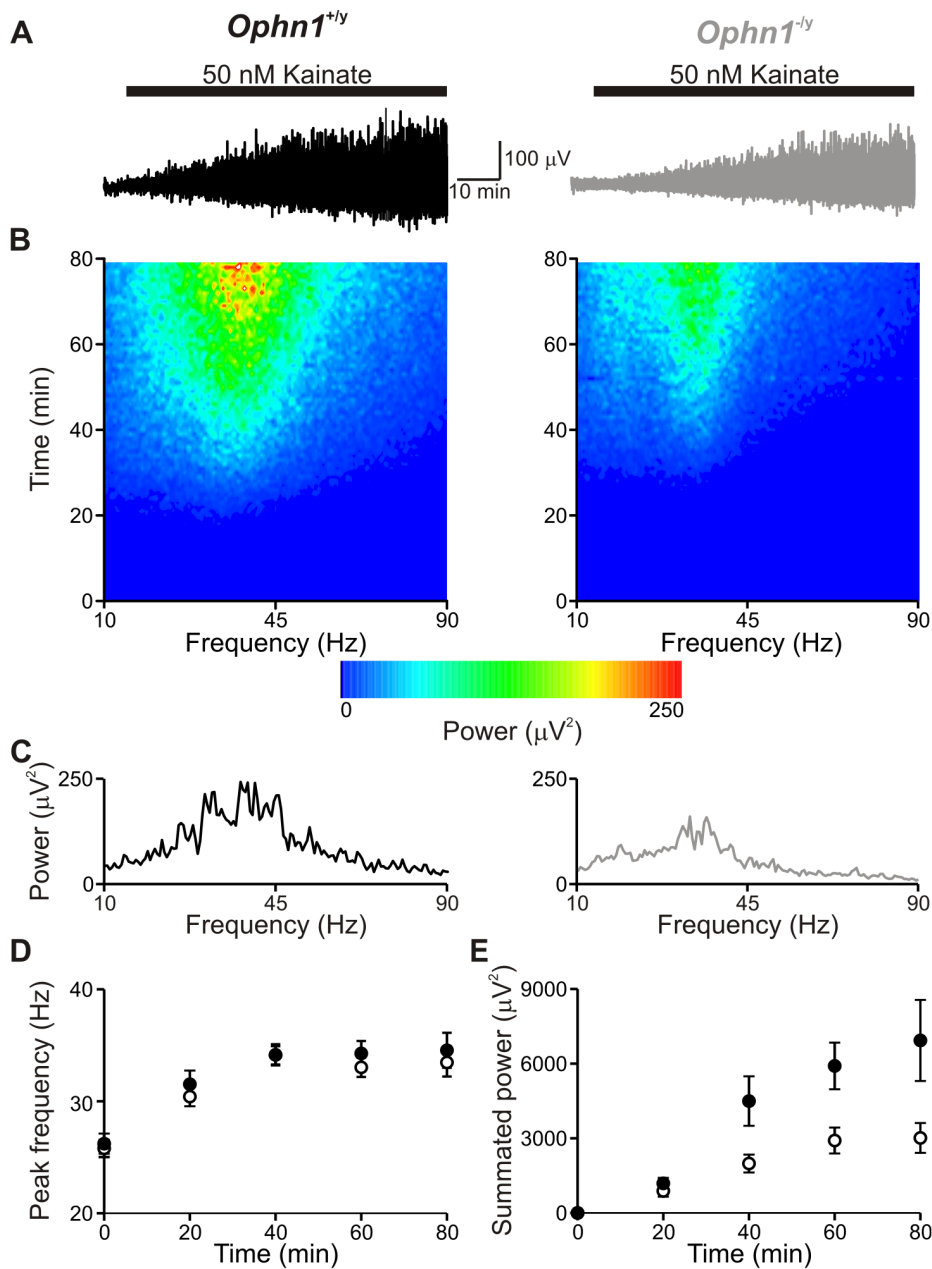 A
Ophn1+/y
Ophn1-/y
50 nM Kainate
50 nM Kainate
100 µV
10 min
B
80
60
40
20
0
Time (min)
10 45 90
Frequency (Hz)
80
60
40
20
0
10 45 90
Frequency (Hz)
0 250
Power (µV2)
C
250
0
Power (µV2)
10 45 90
Frequency (Hz)
250
0
10 45 90
Frequency (Hz)
D
40
30
20
Peak frequency (Hz)
0 20 40 60 80
Time (min)
E
9000
6000
3000
0
Summated power (µV2)
0 20 40 60 80
Time (min)